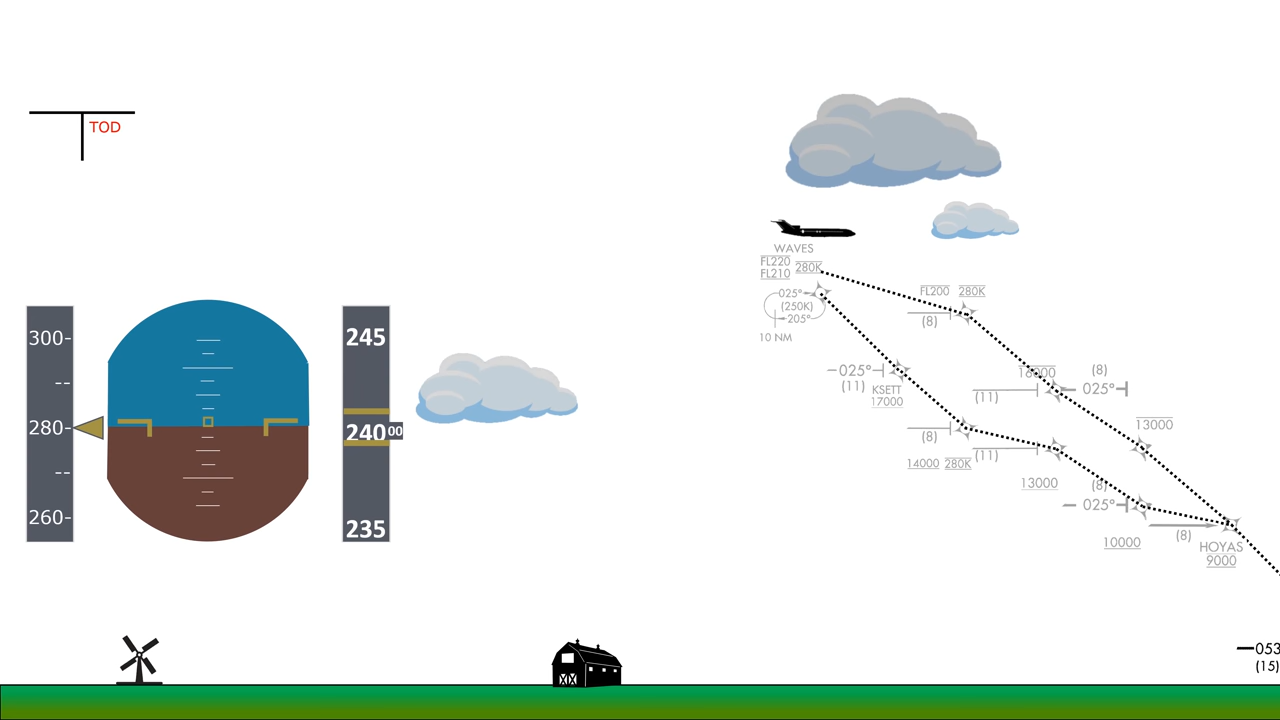 TOD
300-
--
280-
--
260-
245
24000
235
WAVES
FL220 280K
FL210
025°
(250K)
205°
10 NM
FL200 280K
(8)
16000
(8)
025°
(11)
025°
(11)
KSETT
17000
13000
(8)
(11)
14000 280K
13000
(8)
025°
10000
(8)
HOYAS
9000
053
(15)